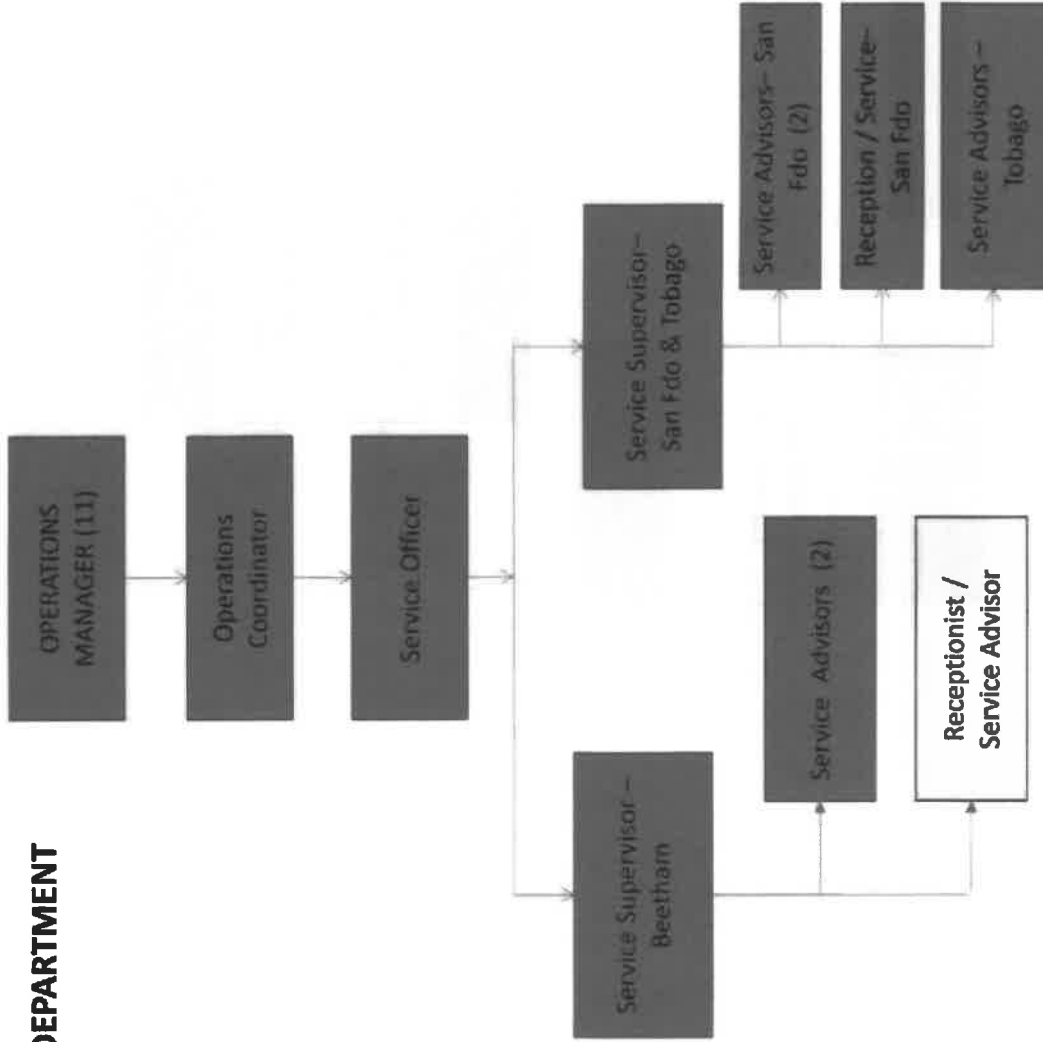 DEPARTMENT
OPERATIONS
MANAGER (11)
Operations
Coordinator
Service Officer
Service Supervisor –
Beetham
Service Advisors (2)
Receptionist /
Service Advisor
Service Supervisor–
San Fdo & Tobago
Service Advisors– San
Fdo (2)
Reception / Service–
San Fdo
Service Advisors –
Tobago